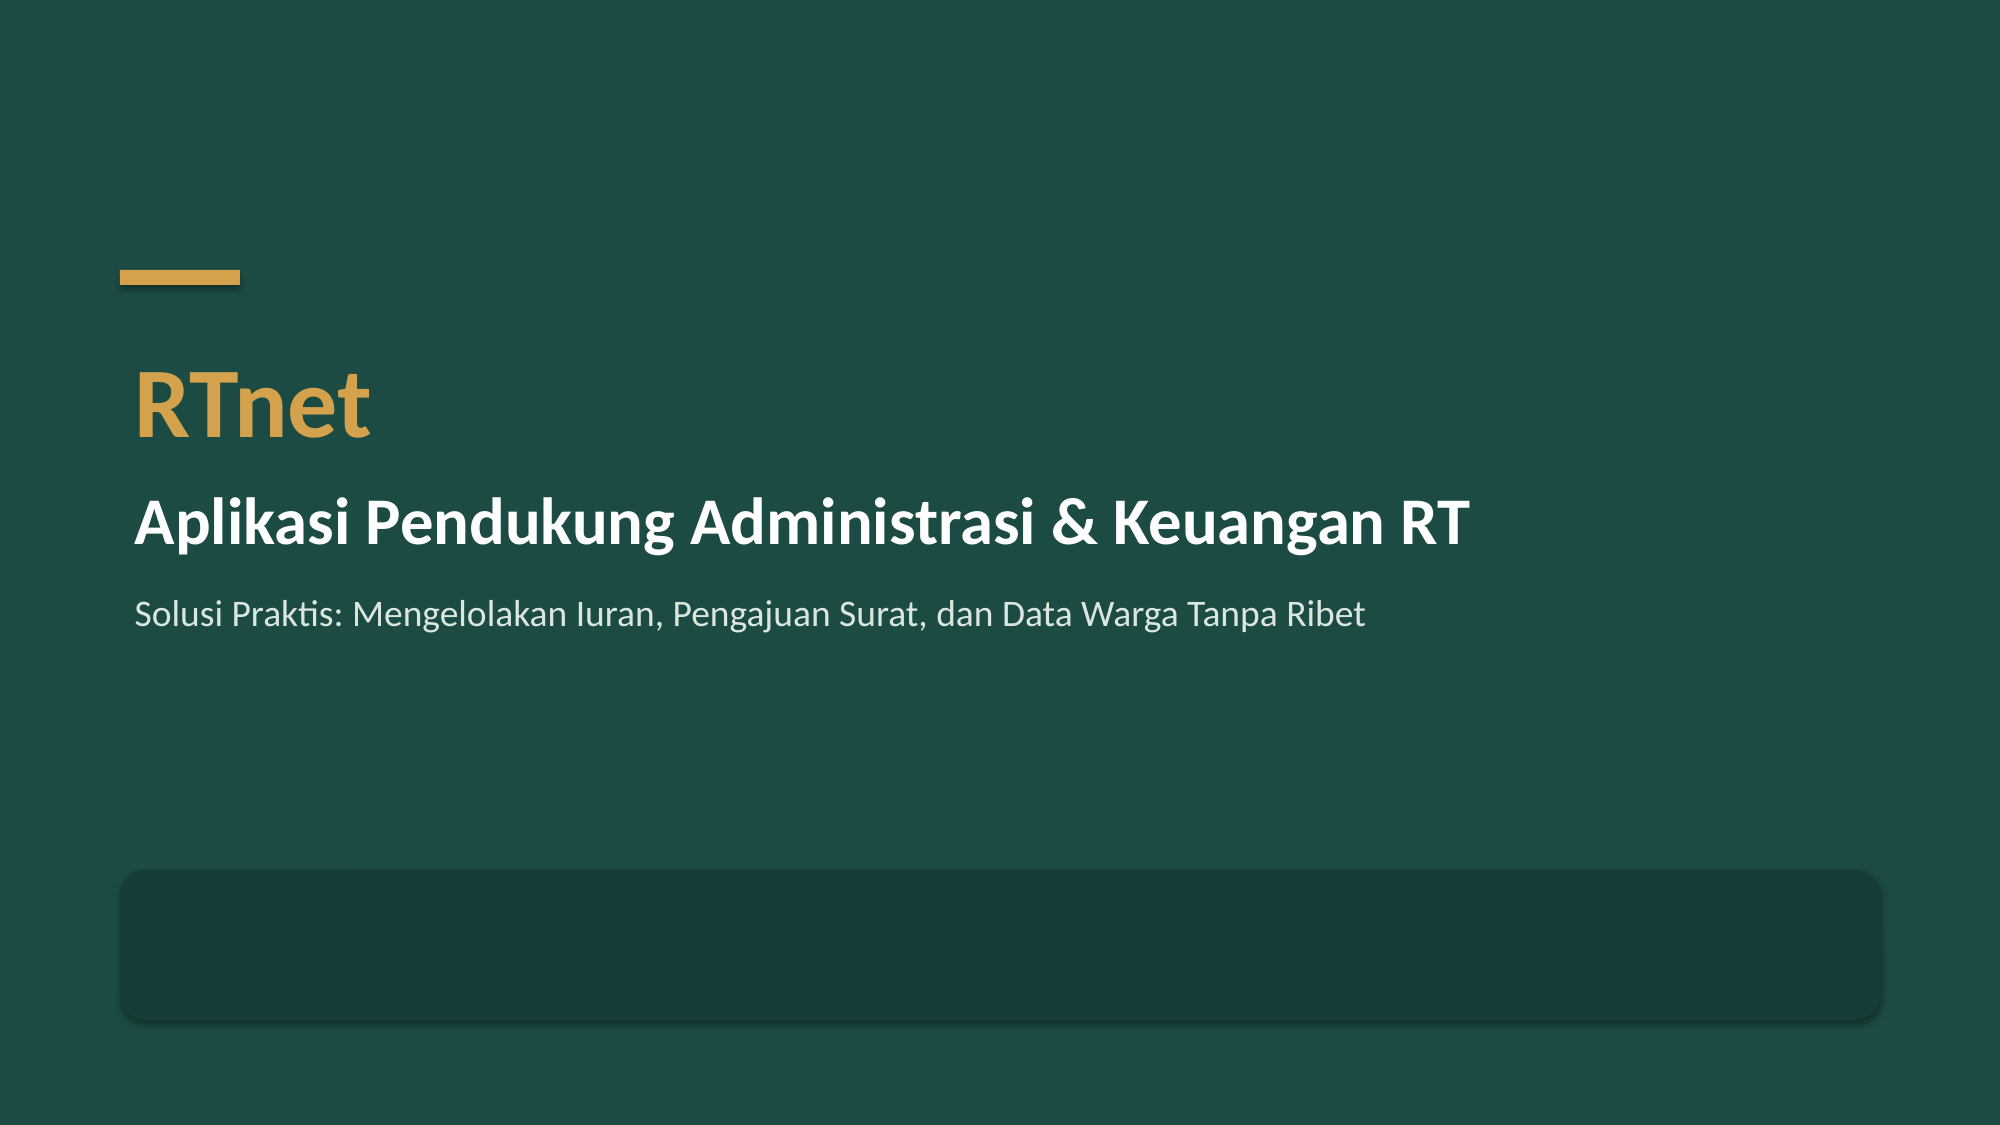 RTnet
Aplikasi Pendukung Administrasi & Keuangan RT
Solusi Praktis: Mengelolakan Iuran, Pengajuan Surat, dan Data Warga Tanpa Ribet